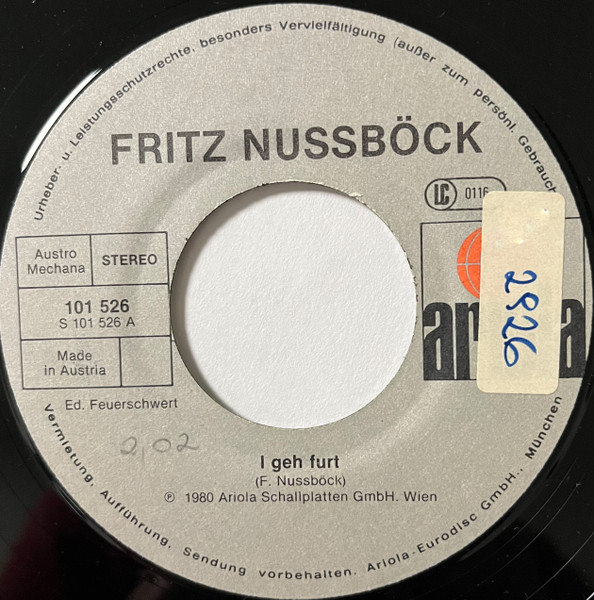 Urheber- u. Leistungsschutzrechte, besonders Vervielfältigung (außer zum persönl. Gebrauch
FRITZ NUSSBÖCK
LC 0116
Austro
Mechana
STEREO
101 526
S 101 526 A
Made
in Austria
2926
Ed. Feuerschwert
2,02
I geh furt
(F. Nussböck)
℗ 1980 Ariola Schallplatten GmbH. Wien
Vermietung, Aufführung, Sendung vorbehalten. Ariola-Eurodisc GmbH., München